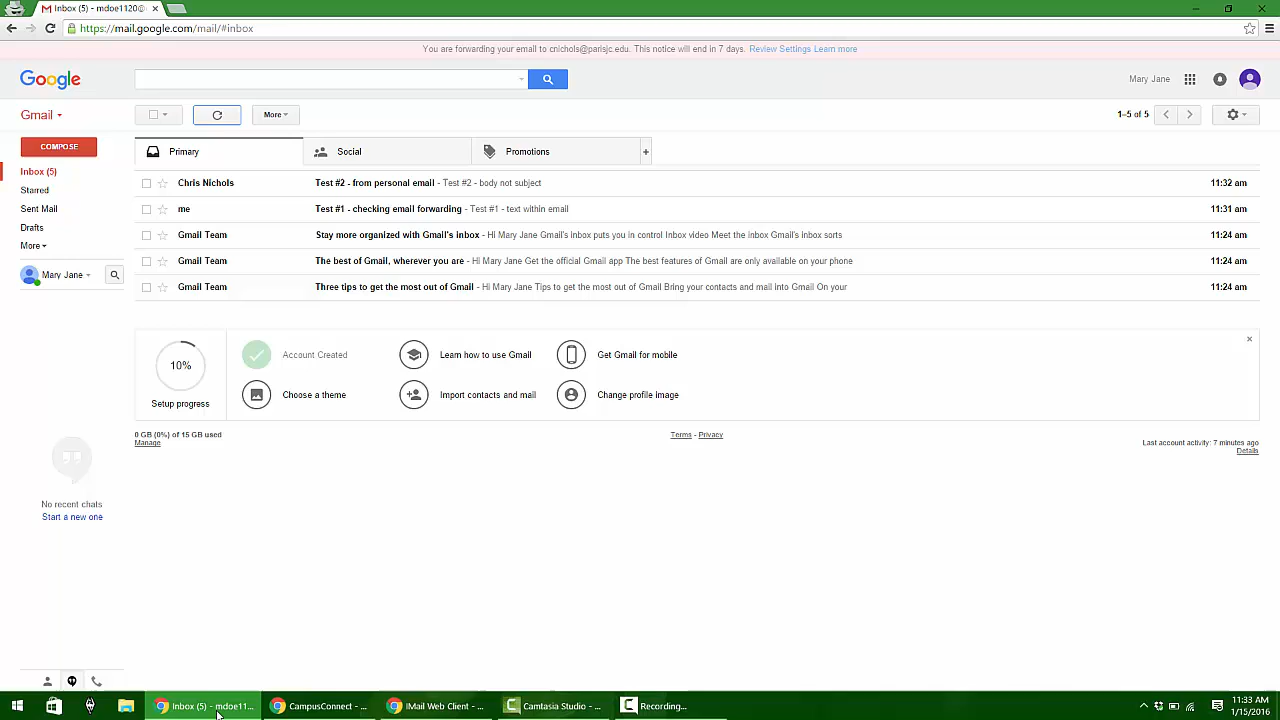 Inbox (5) - mdoe1120@
https://mail.google.com/mail/#inbox
You are forwarding your email to cnichols@parisjc.edu. This notice will end in 7 days. Review Settings Learn more
Google
Mary Jane
Gmail
More
1–5 of 5
COMPOSE
Primary
Social
Promotions
+
Inbox (5)
Starred
Sent Mail
Drafts
More
Mary Jane
Chris Nichols Test #2 - from personal email - Test #2 - body not subject 11:32 am
me Test #1 - checking email forwarding - Test #1 - text within email 11:31 am
Gmail Team Stay more organized with Gmail's inbox - Hi Mary Jane Gmail's inbox puts you in control Inbox video Meet the inbox Gmail's inbox sorts 11:24 am
Gmail Team The best of Gmail, wherever you are - Hi Mary Jane Get the official Gmail app The best features of Gmail are only available on your phone 11:24 am
Gmail Team Three tips to get the most out of Gmail - Hi Mary Jane Tips to get the most out of Gmail Bring your contacts and mail into Gmail On your 11:24 am
10%
Setup progress
Account Created
Learn how to use Gmail
Get Gmail for mobile
Choose a theme
Import contacts and mail
Change profile image
0 GB (0%) of 15 GB used
Manage
Terms - Privacy
Last account activity: 7 minutes ago
Details
No recent chats
Start a new one
Inbox (5) - mdoe11...
CampusConnect - ...
IMail Web Client - ...
Camtasia Studio - ...
Recording...
11:33 AM
1/15/2016